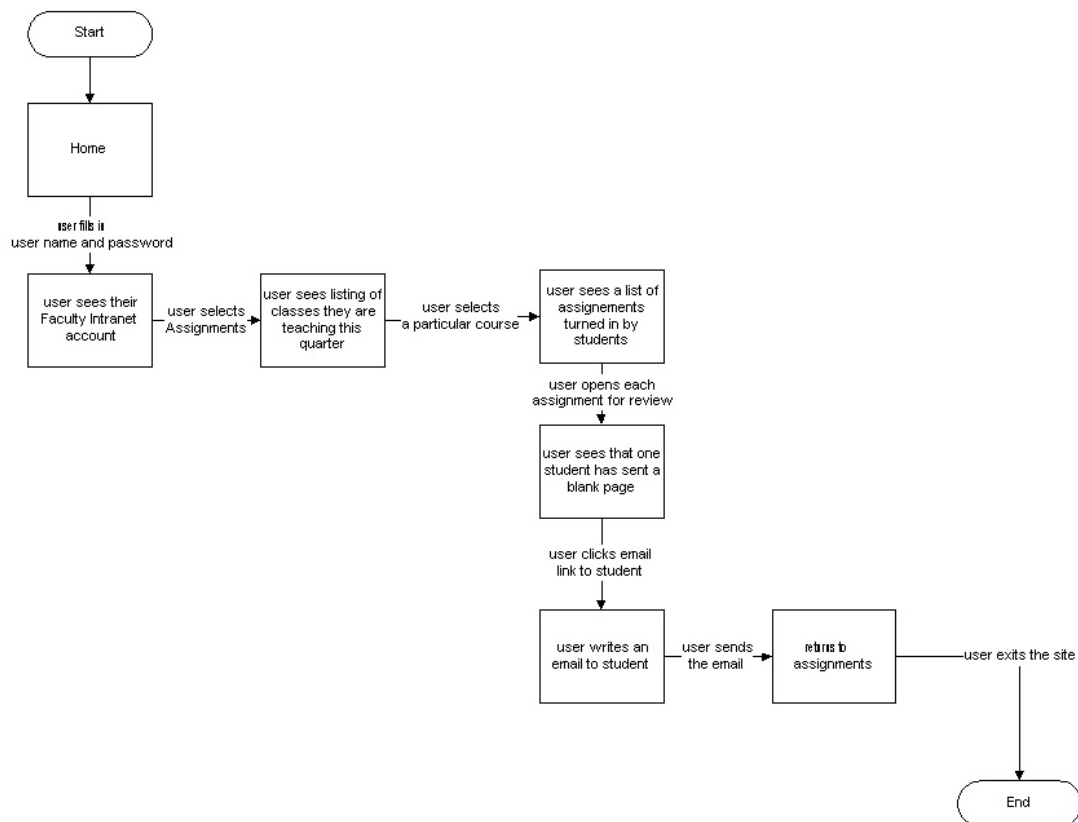 Start
Home
user fills in
user name and password
user sees their
Faculty Intranet
account
user selects
Assignments
user sees listing of
classes they are
teaching this
quarter
user selects
a particular course
user sees a list of
assignements
turned in by
students
user opens each
assignment for review
user sees that one
student has sent a
blank page
user clicks email
link to student
user writes an
email to student
user sends
the email
returns to
assignments
user exits the site
End